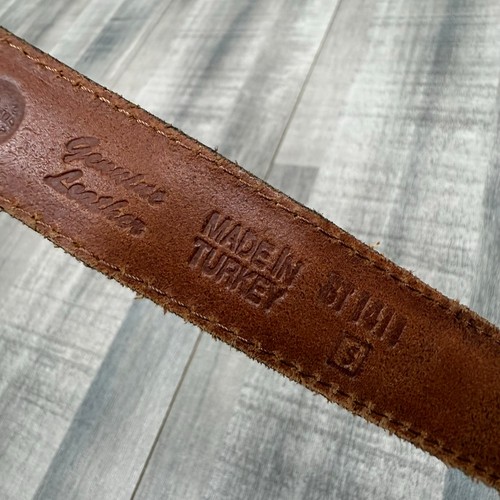 Genuine
Leather
MADE IN
TURKEY
S